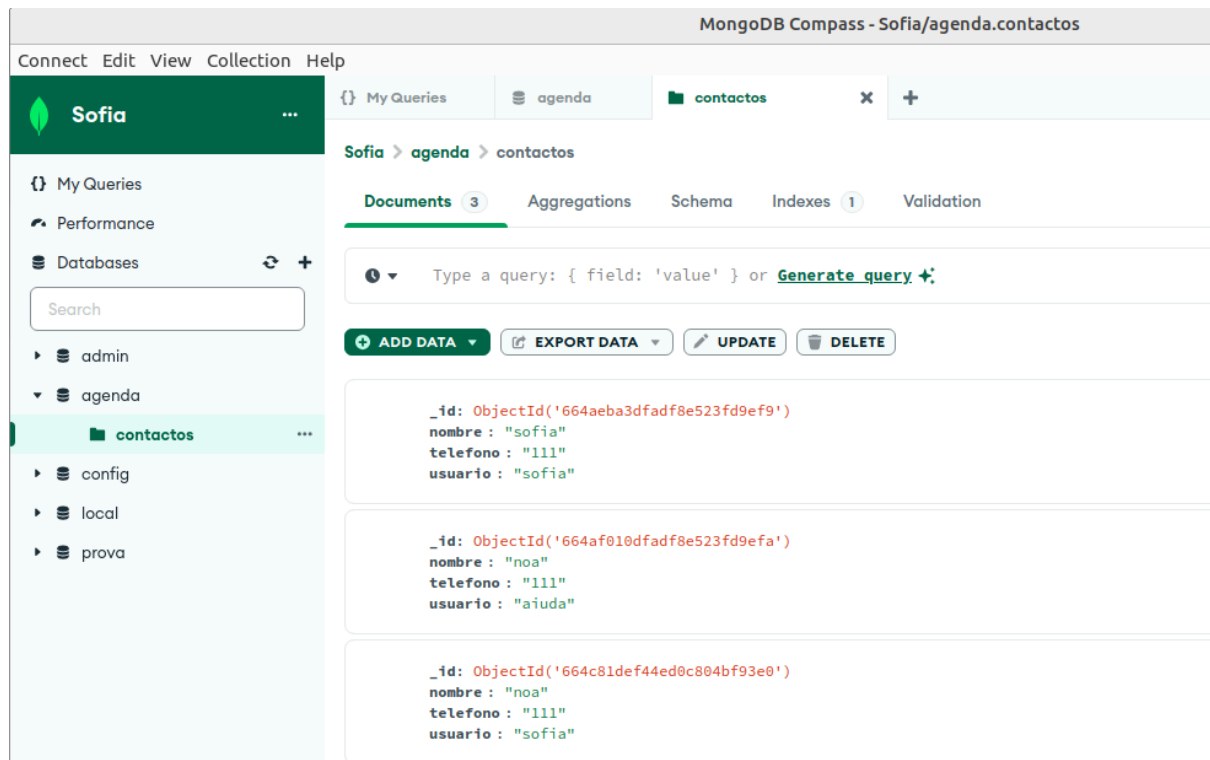 MongoDB Compass - Sofia/agenda.contactos
Connect Edit View Collection Help
Sofia ...
{} My Queries
Performance
Databases
Search
admin
agenda
contactos ...
config
local
prova
{} My Queries agenda contactos
Sofia > agenda > contactos
Documents 3 Aggregations Schema Indexes 1 Validation
Type a query: { field: 'value' } or Generate query
ADD DATA EXPORT DATA UPDATE DELETE
_id: ObjectId('664aeba3dfadf8e523fd9ef9')
nombre : "sofia"
telefono : "111"
usuario : "sofia"
_id: ObjectId('664af010dfadf8e523fd9efa')
nombre : "noa"
telefono : "111"
usuario : "aiuda"
_id: ObjectId('664c81def44ed0c804bf93e0')
nombre : "noa"
telefono : "111"
usuario : "sofia"